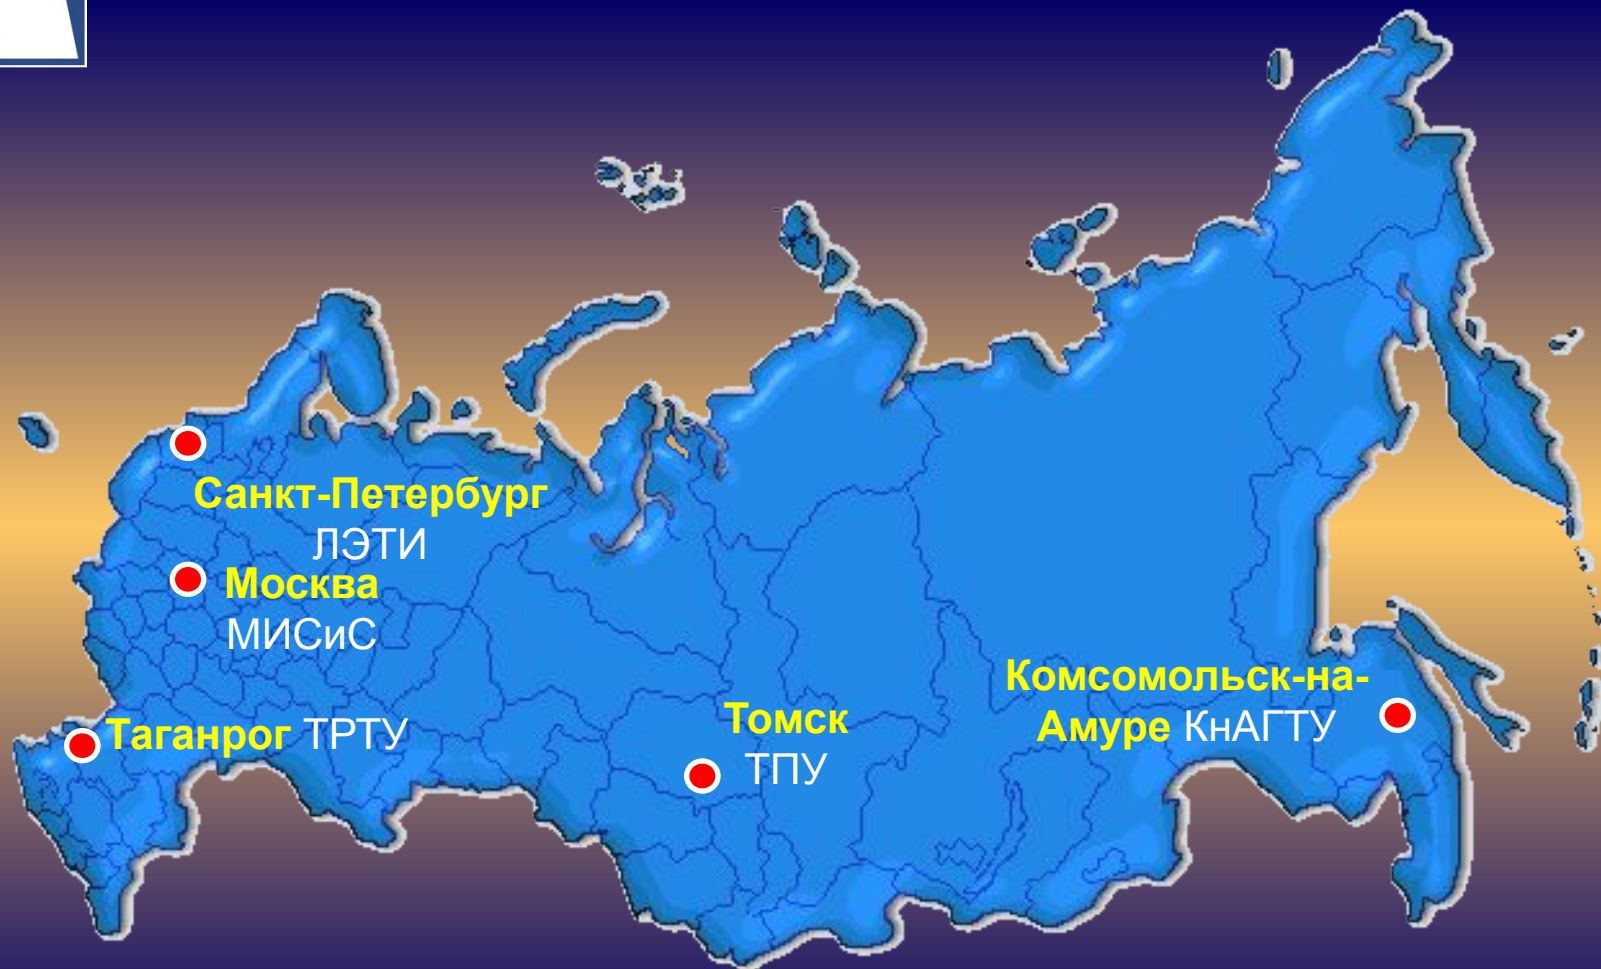 Санкт-Петербург
ЛЭТИ
Москва
МИСиС
Таганрог ТРТУ
Томск
ТПУ
Комсомольск-на-
Амуре КнАГТУ